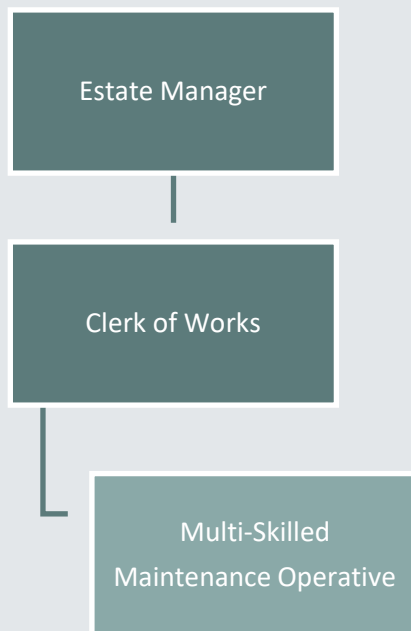 Estate Manager
Clerk of Works
Multi-Skilled
Maintenance Operative